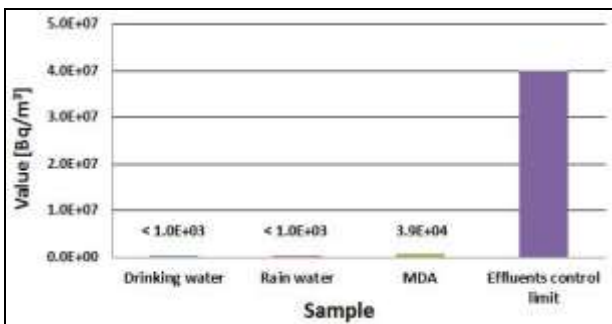 Value [Bq/m³]
5.0E+07
4.0E+07
3.0E+07
2.0E+07
1.0E+07
0.0E+00
< 1.0E+03
< 1.0E+03
3.9E+04
Drinking water
Rain water
MDA
Effluents control
limit
Sample